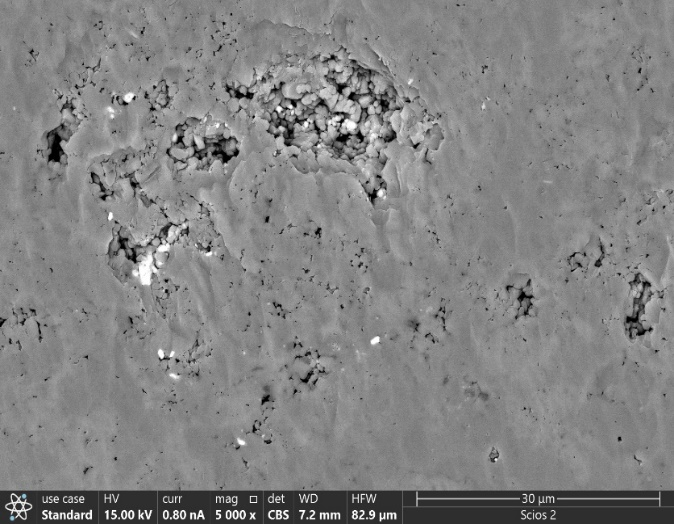 use case HV curr mag □ det WD HFW
Standard 15.00 kV 0.80 nA 5 000 x CBS 7.2 mm 82.9 µm
30 µm
Scios 2